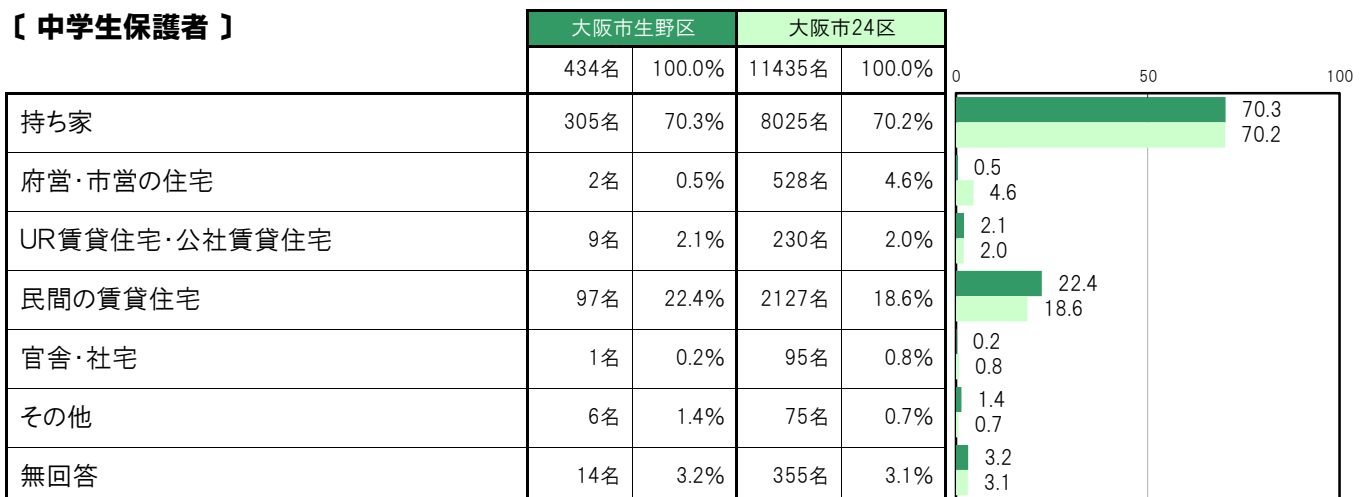 〔 中学生保護者 〕
大阪市生野区 大阪市24区
434名 100.0% 11435名 100.0%
0 50 100
持ち家 305名 70.3% 8025名 70.2%
70.3
70.2
府営・市営の住宅 2名 0.5% 528名 4.6%
0.5
4.6
UR賃貸住宅・公社賃貸住宅 9名 2.1% 230名 2.0%
2.1
2.0
民間の賃貸住宅 97名 22.4% 2127名 18.6%
22.4
18.6
官舎・社宅 1名 0.2% 95名 0.8%
0.2
0.8
その他 6名 1.4% 75名 0.7%
1.4
0.7
無回答 14名 3.2% 355名 3.1%
3.2
3.1